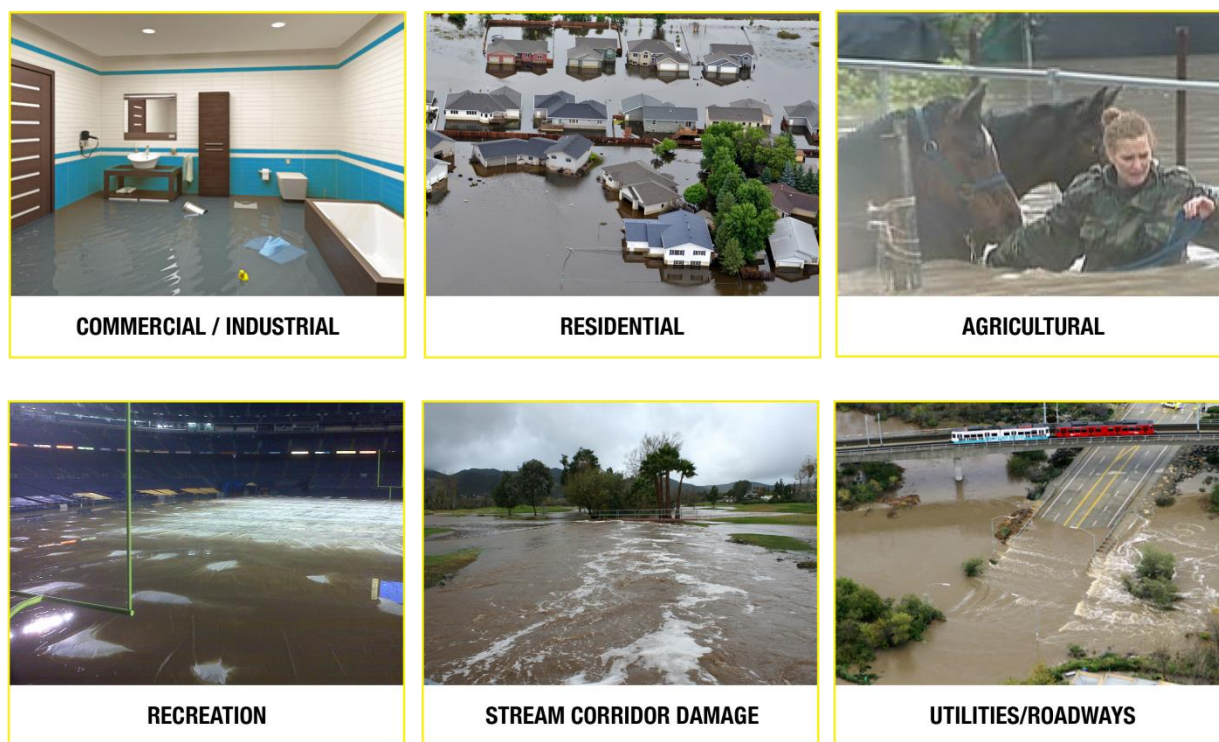 COMMERCIAL / INDUSTRIAL
RESIDENTIAL
AGRICULTURAL
RECREATION
STREAM CORRIDOR DAMAGE
UTILITIES/ROADWAYS